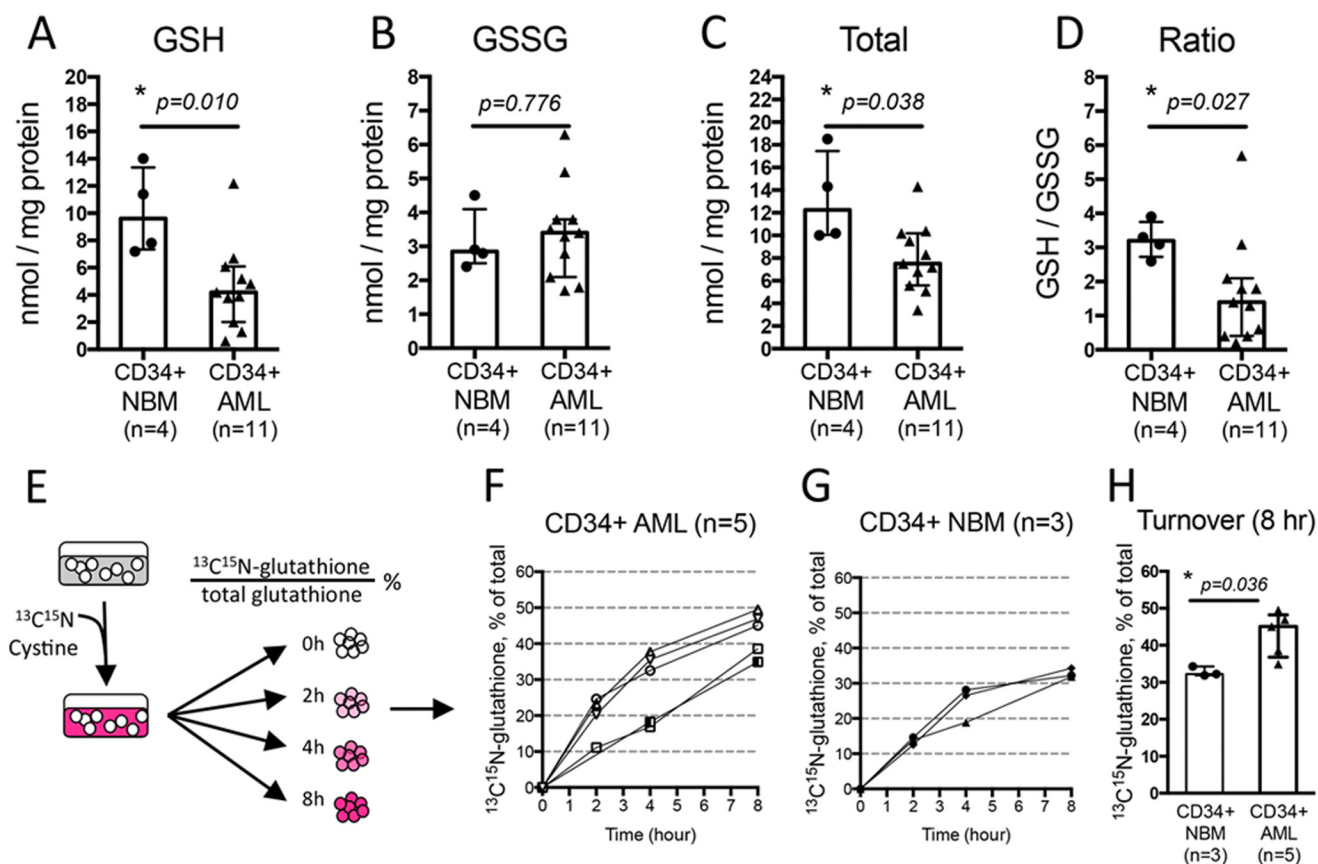 A
GSH
nmol / mg protein
20
18
16
14
12
10
8
6
4
2
0
*
p=0.010
CD34+ CD34+
NBM AML
(n=4) (n=11)
B
GSSG
nmol / mg protein
8
7
6
5
4
3
2
1
0
p=0.776
CD34+ CD34+
NBM AML
(n=4) (n=11)
C
Total
nmol / mg protein
24
22
20
18
16
14
12
10
8
6
4
2
0
*
p=0.038
CD34+ CD34+
NBM AML
(n=4) (n=11)
D
Ratio
GSH / GSSG
8
7
6
5
4
3
2
1
0
*
p=0.027
CD34+ CD34+
NBM AML
(n=4) (n=11)
E
¹³C¹⁵N
Cystine
¹³C¹⁵N-glutathione
total glutathione
%
0h
2h
4h
8h
F
CD34+ AML (n=5)
¹³C¹⁵N-glutathione, % of total
60
50
40
30
20
10
0
0 1 2 3 4 5 6 7 8
Time (hour)
G
CD34+ NBM (n=3)
¹³C¹⁵N-glutathione, % of total
60
50
40
30
20
10
0
0 1 2 3 4 5 6 7 8
Time (hour)
H
Turnover (8 hr)
¹³C¹⁵N-glutathione, % of total
60
50
40
30
20
10
0
*
p=0.036
CD34+ CD34+
NBM AML
(n=3) (n=5)